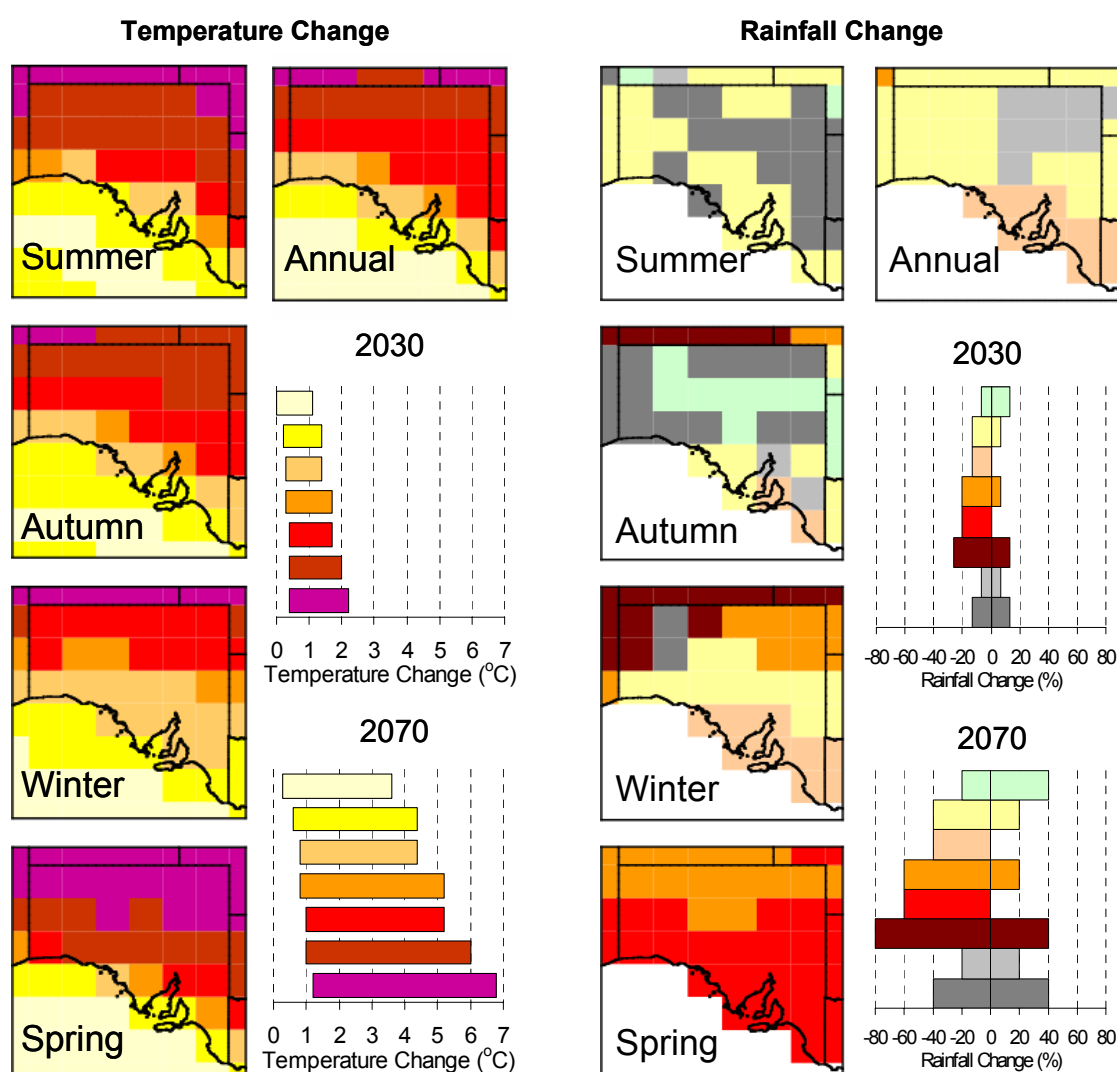 Temperature Change
Rainfall Change
Summer
Annual
Summer
Annual
Autumn
2030
0 1 2 3 4 5 6 7
Temperature Change (°C)
Autumn
2030
-80 -60 -40 -20 0 20 40 60 80
Rainfall Change (%)
Winter
2070
0 1 2 3 4 5 6 7
Temperature Change (°C)
Winter
2070
-80 -60 -40 -20 0 20 40 60 80
Rainfall Change (%)
Spring
Spring